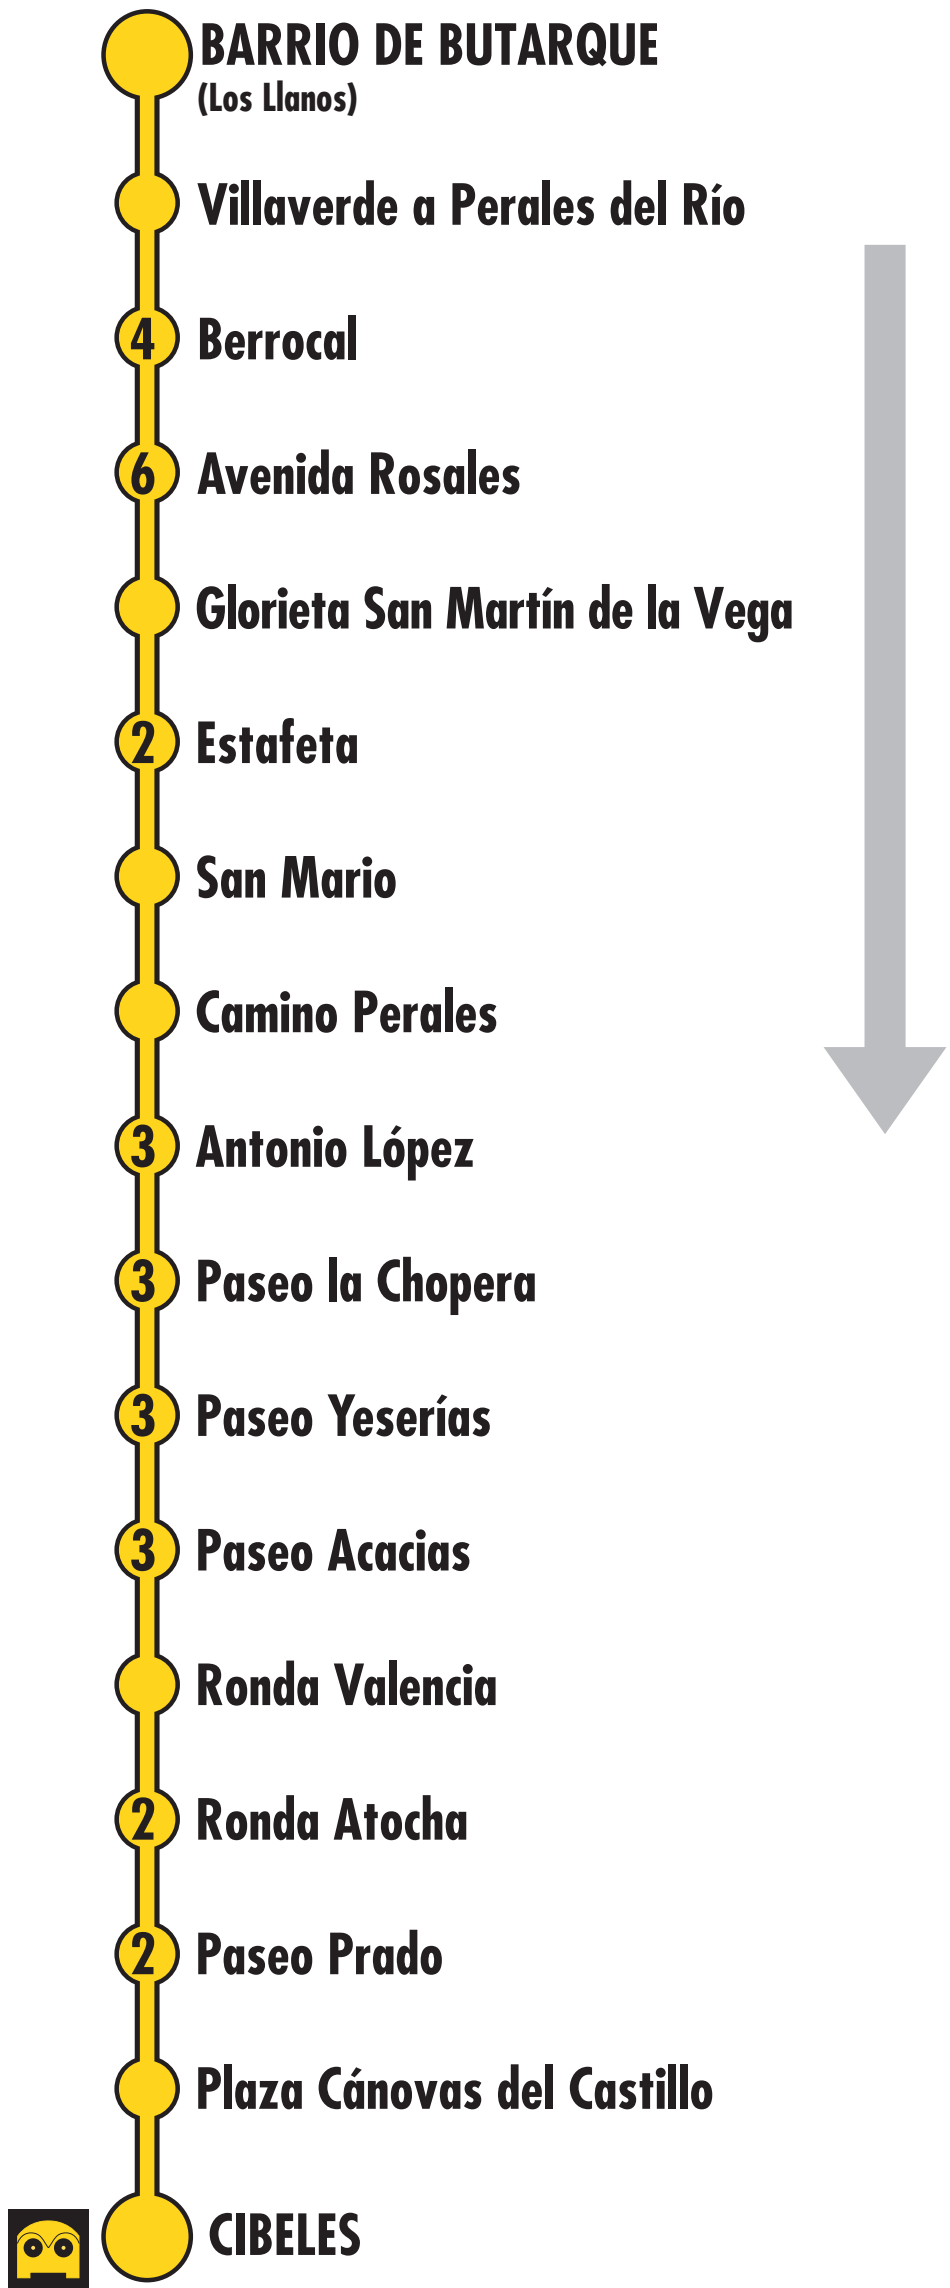 BARRIO DE BUTARQUE
(Los Llanos)
Villaverde a Perales del Río
4 Berrocal
6 Avenida Rosales
Glorieta San Martín de la Vega
2 Estafeta
San Mario
Camino Perales
3 Antonio López
3 Paseo la Chopera
3 Paseo Yeserías
3 Paseo Acacias
Ronda Valencia
2 Ronda Atocha
2 Paseo Prado
Plaza Cánovas del Castillo
CIBELES